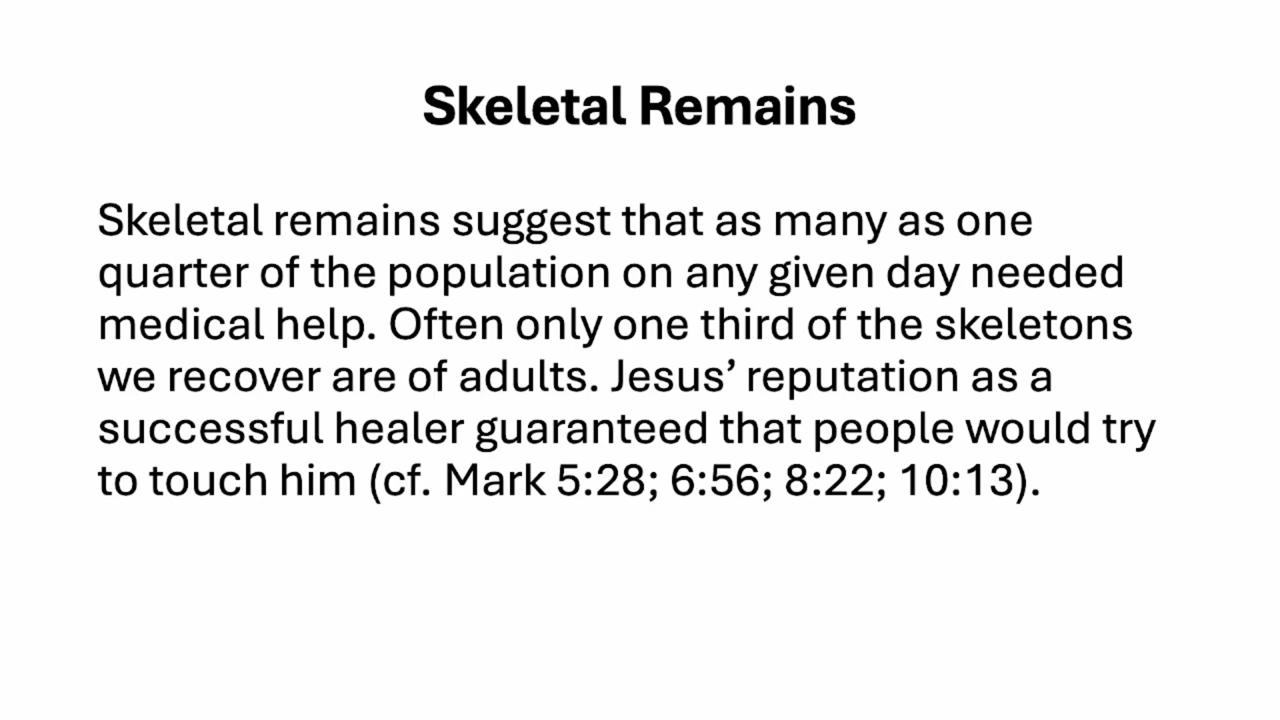 Skeletal Remains
Skeletal remains suggest that as many as one
quarter of the population on any given day needed
medical help. Often only one third of the skeletons
we recover are of adults. Jesus’ reputation as a
successful healer guaranteed that people would try
to touch him (cf. Mark 5:28; 6:56; 8:22; 10:13).